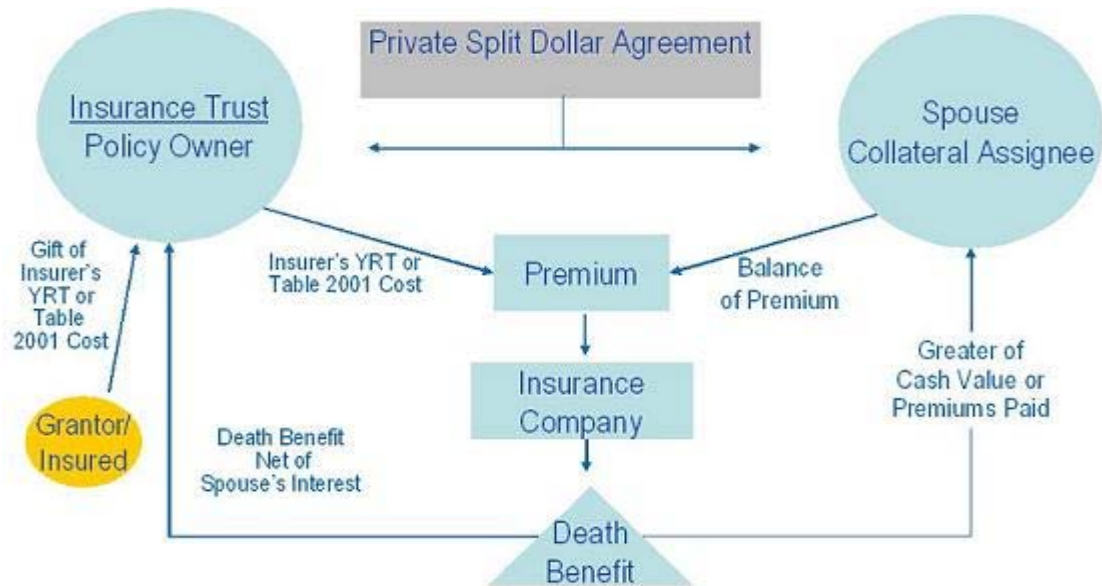 Private Split Dollar Agreement
Insurance Trust
Policy Owner
Spouse
Collateral Assignee
Gift of
Insurer's
YRT or
Table
2001 Cost
Insurer's YRT or
Table 2001 Cost
Premium
Balance
of Premium
Insurance
Company
Greater of
Cash Value or
Premiums Paid
Grantor/
Insured
Death Benefit
Net of
Spouse's Interest
Death
Benefit